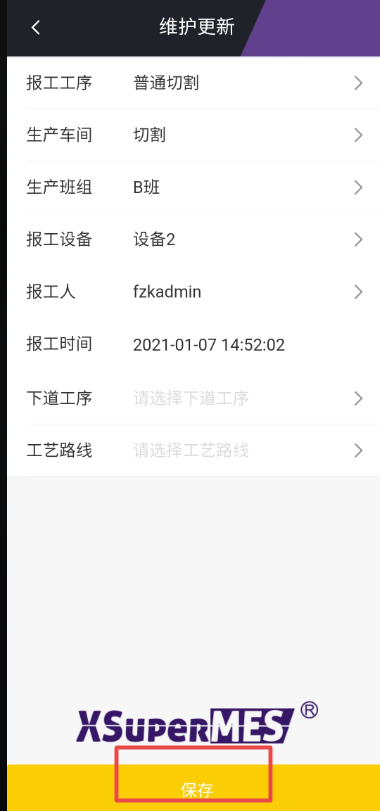 维护更新
报工工序 普通切割
生产车间 切割
生产班组 B班
报工设备 设备2
报工人 fzkadmin
报工时间 2021-01-07 14:52:02
下道工序 请选择下道工序
工艺路线 请选择工艺路线
XSuperMES®
保存